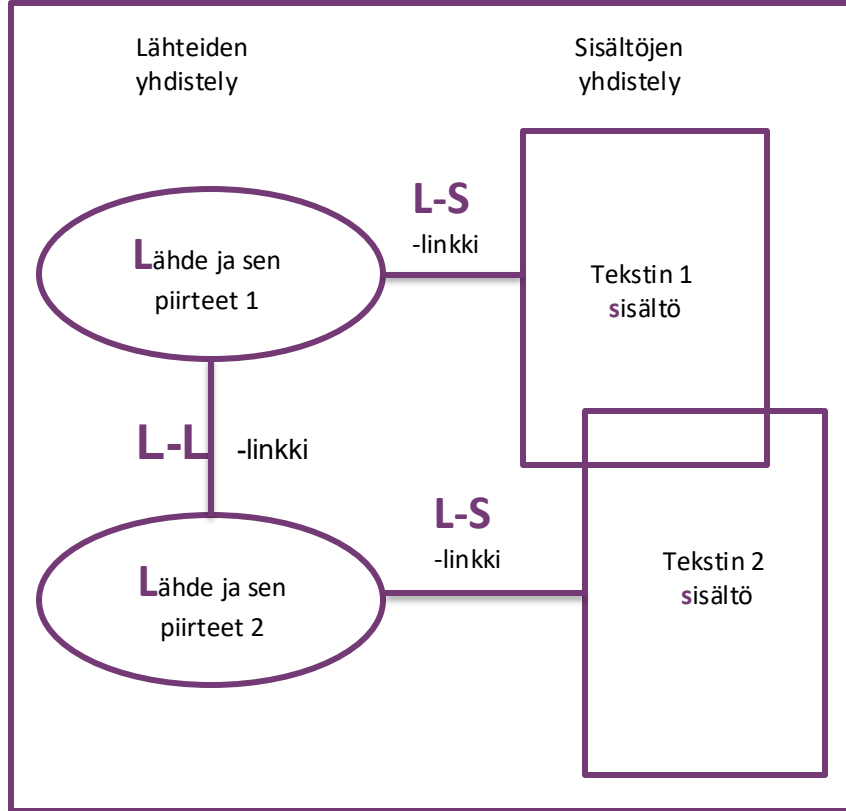 Lähteiden
yhdistely
Sisältöjen
yhdistely
L-S
-linkki
Lähde ja sen
piirteet 1
Tekstin 1
sisältö
L-L -linkki
L-S
-linkki
Lähde ja sen
piirteet 2
Tekstin 2
sisältö